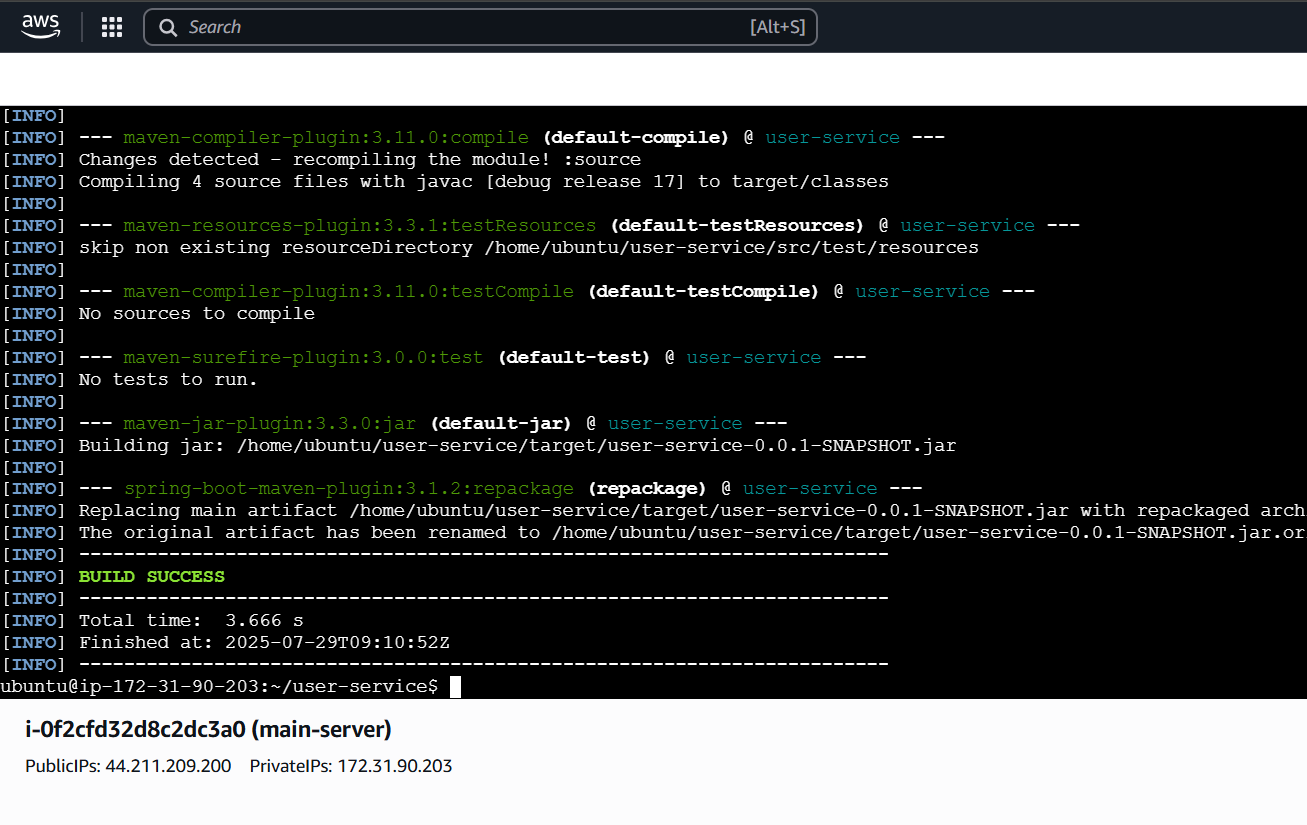 aws
Search [Alt+S]
[INFO]
[INFO] --- maven-compiler-plugin:3.11.0:compile (default-compile) @ user-service ---
[INFO] Changes detected - recompiling the module! :source
[INFO] Compiling 4 source files with javac [debug release 17] to target/classes
[INFO]
[INFO] --- maven-resources-plugin:3.3.1:testResources (default-testResources) @ user-service ---
[INFO] skip non existing resourceDirectory /home/ubuntu/user-service/src/test/resources
[INFO]
[INFO] --- maven-compiler-plugin:3.11.0:testCompile (default-testCompile) @ user-service ---
[INFO] No sources to compile
[INFO]
[INFO] --- maven-surefire-plugin:3.0.0:test (default-test) @ user-service ---
[INFO] No tests to run.
[INFO]
[INFO] --- maven-jar-plugin:3.3.0:jar (default-jar) @ user-service ---
[INFO] Building jar: /home/ubuntu/user-service/target/user-service-0.0.1-SNAPSHOT.jar
[INFO]
[INFO] --- spring-boot-maven-plugin:3.1.2:repackage (repackage) @ user-service ---
[INFO] Replacing main artifact /home/ubuntu/user-service/target/user-service-0.0.1-SNAPSHOT.jar with repackaged arch
[INFO] The original artifact has been renamed to /home/ubuntu/user-service/target/user-service-0.0.1-SNAPSHOT.jar.or
[INFO] ------------------------------------------------------------------------
[INFO] BUILD SUCCESS
[INFO] ------------------------------------------------------------------------
[INFO] Total time:  3.666 s
[INFO] Finished at: 2025-07-29T09:10:52Z
[INFO] ------------------------------------------------------------------------
ubuntu@ip-172-31-90-203:~/user-service$
i-0f2cfd32d8c2dc3a0 (main-server)
PublicIPs: 44.211.209.200 PrivateIPs: 172.31.90.203